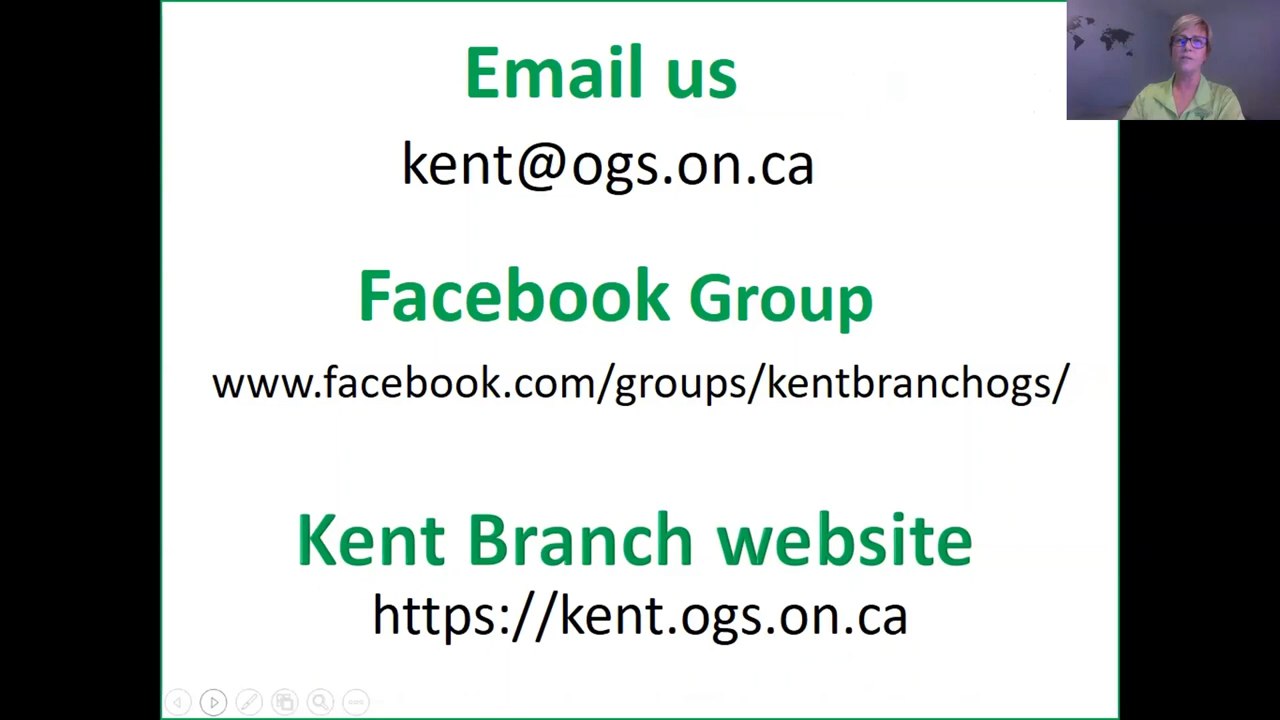 Email us
kent@ogs.on.ca
Facebook Group
www.facebook.com/groups/kentbranchogs/
Kent Branch website
https://kent.ogs.on.ca